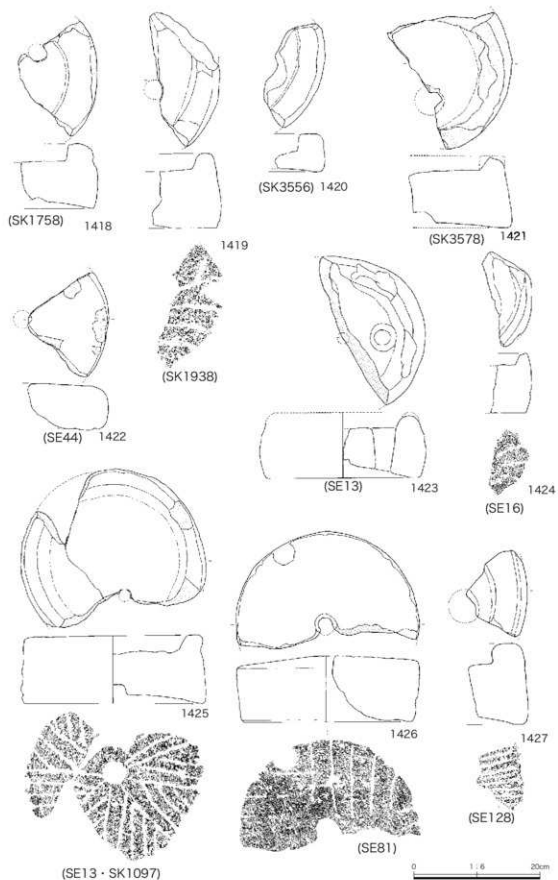 (SK1758) 1418
1419
(SK1938)
(SK3556) 1420
(SK3578) 1421
(SE44) 1422
(SE13) 1423
1424
(SE16)
1425
(SE13・SK1097)
1426
(SE81)
1427
(SE128)
0 1:6 20cm